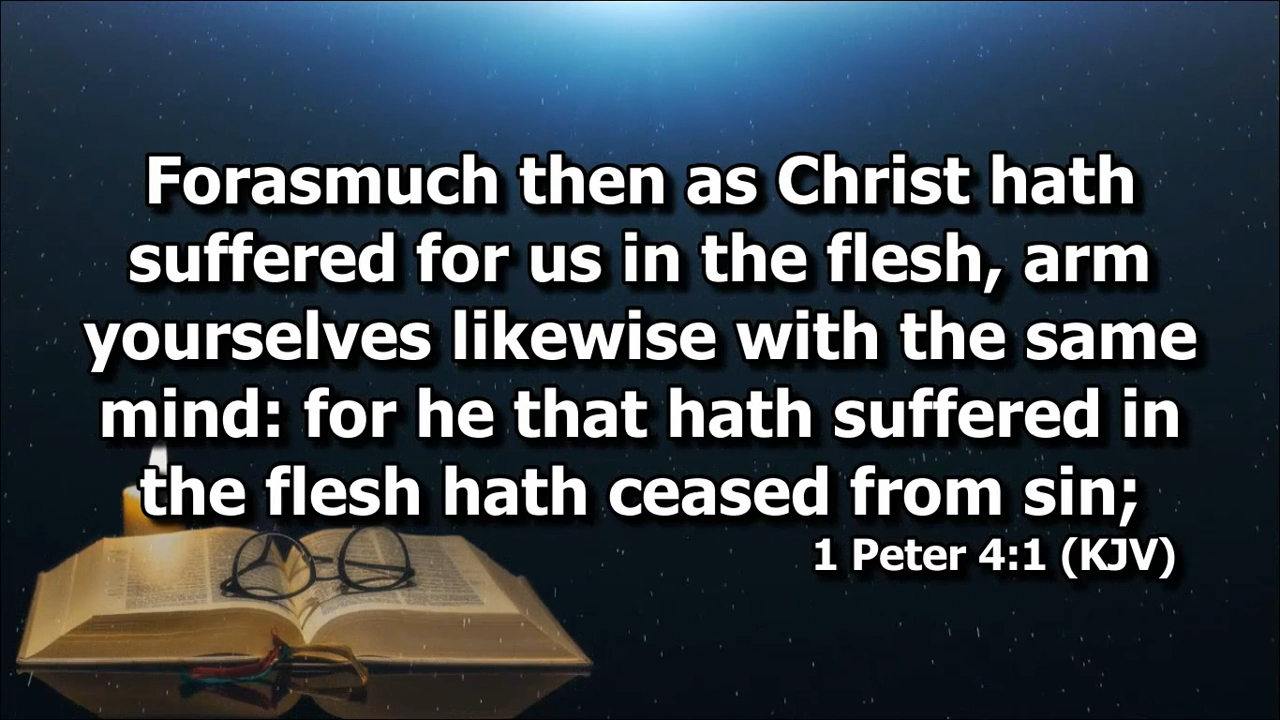 Forasmuch then as Christ hath
suffered for us in the flesh, arm
yourselves likewise with the same
mind: for he that hath suffered in
the flesh hath ceased from sin;
1 Peter 4:1 (KJV)